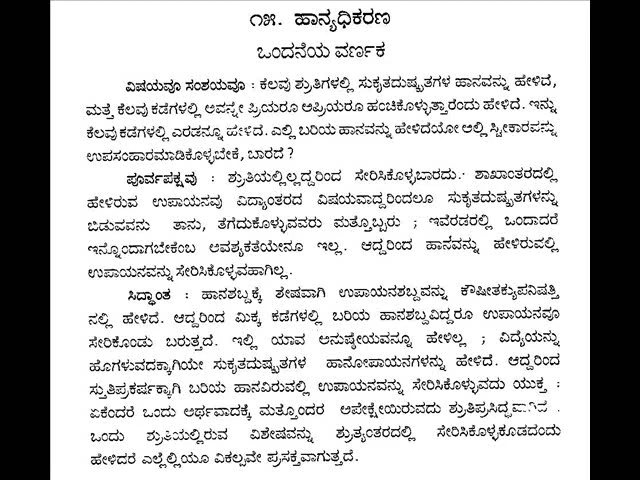 ೧೫. ಹಾನ್ಯಧಿಕರಣ
ಒಂದನೆಯ ವರ್ಣಕ
ವಿಷಯವೂ ಸಂಶಯವೂ : ಕೆಲವು ಶ್ರುತಿಗಳಲ್ಲಿ ಸುಕೃತದುಷ್ಕೃತಗಳ ಹಾನವನ್ನು ಹೇಳಿದೆ,
ಮತ್ತೆ ಕೆಲವು ಕಡೆಗಳಲ್ಲಿ ಅವನ್ನೇ ಪ್ರಿಯರೂ ಅಪ್ರಿಯರೂ ಹಂಚಿಕೊಳ್ಳುತ್ತಾರೆಂದು ಹೇಳಿದೆ. ಇನ್ನು
ಕೆಲವುಕಡೆಗಳಲ್ಲಿ ಎರಡನ್ನೂ ಹೇಳಿದೆ. ಎಲ್ಲಿ ಬರಿಯ ಹಾನವನ್ನು ಹೇಳಿದೆಯೋ ಅಲ್ಲಿ ಸ್ವೀಕಾರವನ್ನು
ಉಪಸಂಹಾರಮಾಡಿಕೊಳ್ಳಬೇಕೆ, ಬಾರದೆ ?
ಪೂರ್ವಪಕ್ಷವು : ಶ್ರುತಿಯಲ್ಲಿಲ್ಲದ್ದರಿಂದ ಸೇರಿಸಿಕೊಳ್ಳಬಾರದು. ಶಾಖಾಂತರದಲ್ಲಿ
ಹೇಳಿರುವ ಉಪಾಯನವು ವಿದ್ಯಾಂತರದ ವಿಷಯವಾದ್ದರಿಂದಲೂ ಸುಕೃತದುಷ್ಕೃತಗಳನ್ನು
ಬಿಡುವವನು ತಾನು, ತೆಗೆದುಕೊಳ್ಳುವವರು ಮತ್ತೊಬ್ಬರು ; ಇವೆರಡರಲ್ಲಿ ಒಂದಾದರೆ
ಇನ್ನೊಂದಾಗಬೇಕೆಂಬ ಅವಶ್ಯಕತೆಯೇನೂ ಇಲ್ಲ. ಆದ್ದರಿಂದ ಹಾನವನ್ನು ಹೇಳಿರುವಲ್ಲಿ
ಉಪಾಯನವನ್ನು ಸೇರಿಸಿಕೊಳ್ಳವಹಾಗಿಲ್ಲ.
ಸಿದ್ಧಾಂತ : ಹಾನಶಬ್ದಕ್ಕೆ ಶೇಷವಾಗಿ ಉಪಾಯನಶಬ್ದವನ್ನು ಕೌಷೀತಕ್ಯುಪನಿಷತ್ತಿ
ನಲ್ಲಿ ಹೇಳಿದೆ. ಆದ್ದರಿಂದ ಮಿಕ್ಕ ಕಡೆಗಳಲ್ಲಿ ಬರಿಯ ಹಾನಶಬ್ದವಿದ್ದರೂ ಉಪಾಯನವೂ
ಸೇರಿಕೊಂಡು ಬರುತ್ತದೆ. ಇಲ್ಲಿ ಯಾವ ಅನುಷ್ಠೇಯವನ್ನೂ ಹೇಳಿಲ್ಲ ; ವಿದ್ಯೆಯನ್ನು
ಹೊಗಳುವದಕ್ಕಾಗಿಯೇ ಸುಕೃತದುಷ್ಕೃತಗಳ ಹಾನೋಪಾಯನಗಳನ್ನು ಹೇಳಿದೆ. ಆದ್ದರಿಂದ
ಸ್ತುತಿಪ್ರಕರ್ಷಕ್ಕಾಗಿ ಬರಿಯ ಹಾನವಿರುವಲ್ಲಿ ಉಪಾಯನವನ್ನು ಸೇರಿಸಿಕೊಳ್ಳುವದು ಯುಕ್ತ :
ಏಕೆಂದರೆ ಒಂದು ಅರ್ಥವಾದಕ್ಕೆ ಮತ್ತೊಂದರ ಅಪೇಕ್ಷೆಯಿರುವದು ಶ್ರುತಿಪ್ರಸಿದ್ಧವಾಗಿದೆ.
ಒಂದು ಶ್ರುತಿಯಲ್ಲಿರುವ ವಿಶೇಷವನ್ನು ಶ್ರುತ್ಯಂತರದಲ್ಲಿ ಸೇರಿಸಿಕೊಳ್ಳಕೂಡದಂದು
ಹೇಳಿದರೆ ಎಲ್ಲೆಲ್ಲಿಯೂ ವಿಕಲ್ಪವೇ ಪ್ರಸಕ್ತವಾಗುತ್ತದೆ.